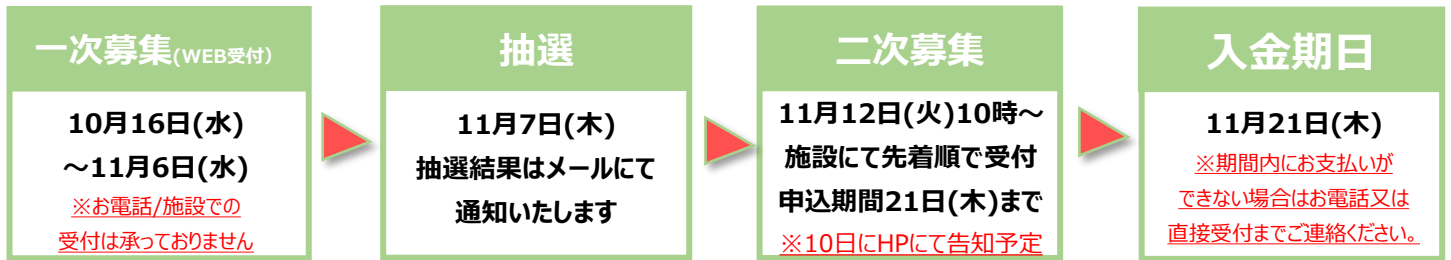 一次募集(WEB受付)
10月16日(水)
～11月6日(水)
※お電話/施設での
受付は承っておりません
抽選
11月7日(木)
抽選結果はメールにて
通知いたします
二次募集
11月12日(火)10時～
施設にて先着順で受付
申込期間21日(木)まで
※10日にHPにて告知予定
入金期日
11月21日(木)
※期間内にお支払いが
できない場合はお電話又は
直接受付までご連絡ください。